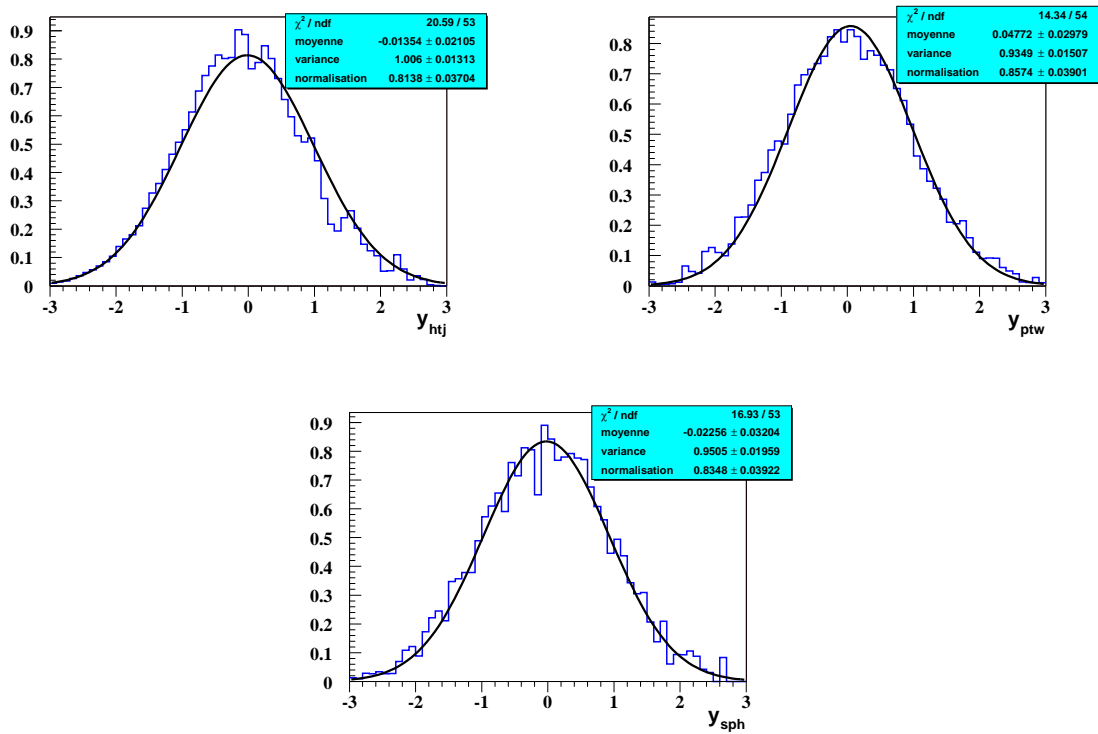 χ² / ndf 20.59 / 53
moyenne -0.01354 ± 0.02105
variance 1.006 ± 0.01313
normalisation 0.8138 ± 0.03704
0.9
0.8
0.7
0.6
0.5
0.4
0.3
0.2
0.1
0
-3 -2 -1 0 1 2 3
y_htj
χ² / ndf 14.34 / 54
moyenne 0.04772 ± 0.02979
variance 0.9349 ± 0.01507
normalisation 0.8574 ± 0.03901
0.8
0.7
0.6
0.5
0.4
0.3
0.2
0.1
0
-3 -2 -1 0 1 2 3
y_ptw
χ² / ndf 16.93 / 53
moyenne -0.02256 ± 0.03204
variance 0.9505 ± 0.01959
normalisation 0.8348 ± 0.03922
0.9
0.8
0.7
0.6
0.5
0.4
0.3
0.2
0.1
0
-3 -2 -1 0 1 2 3
y_sph